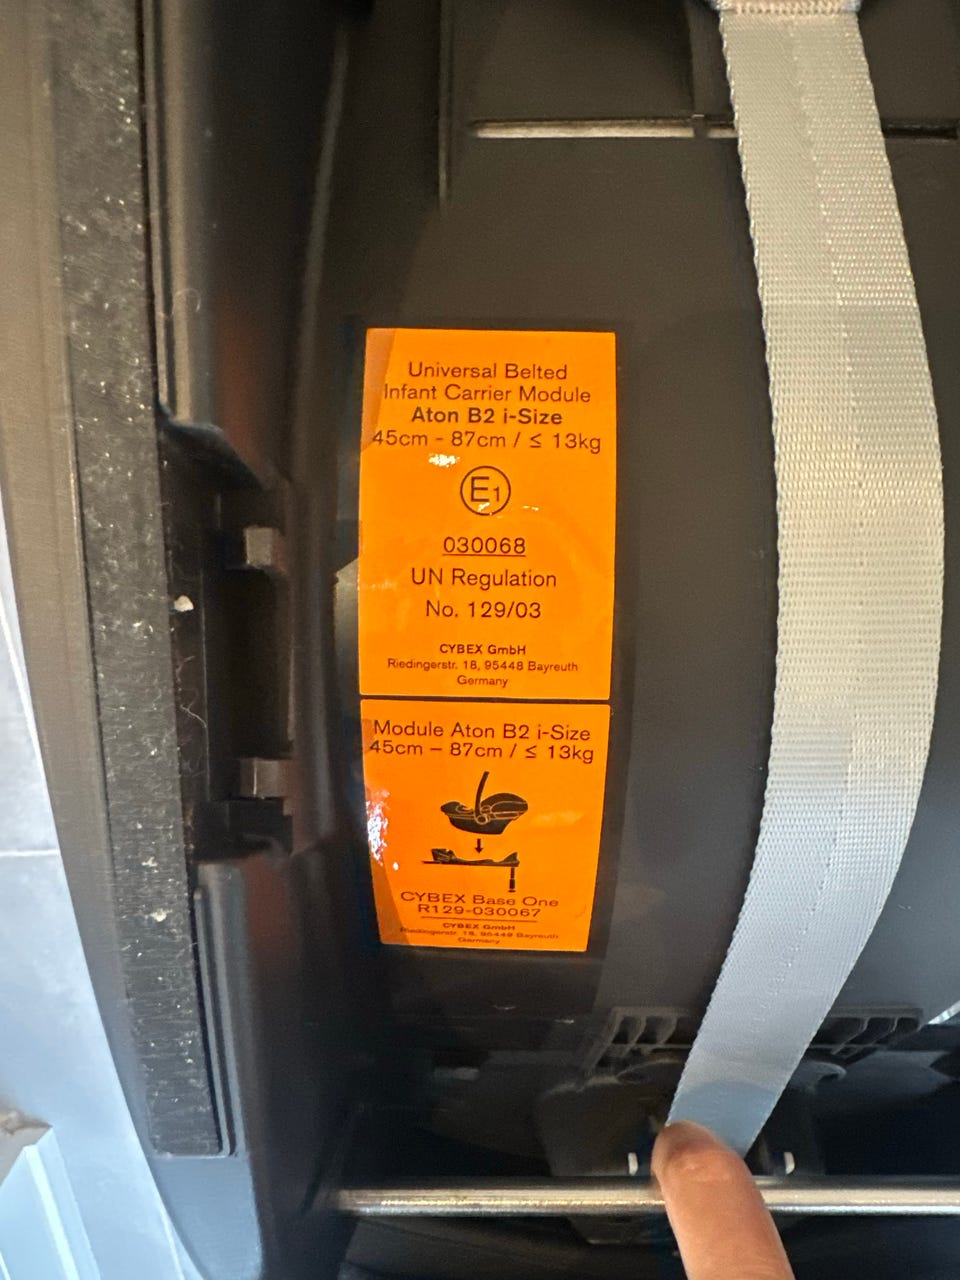 Universal Belted
Infant Carrier Module
Aton B2 i-Size
45cm - 87cm / ≤ 13kg
E1
030068
UN Regulation
No. 129/03
CYBEX GmbH
Riedingerstr. 18, 95448 Bayreuth
Germany
Module Aton B2 i-Size
45cm – 87cm / ≤ 13kg
CYBEX Base One
R129-030067
CYBEX GmbH
Riedingerstr. 18, 95448 Bayreuth
Germany